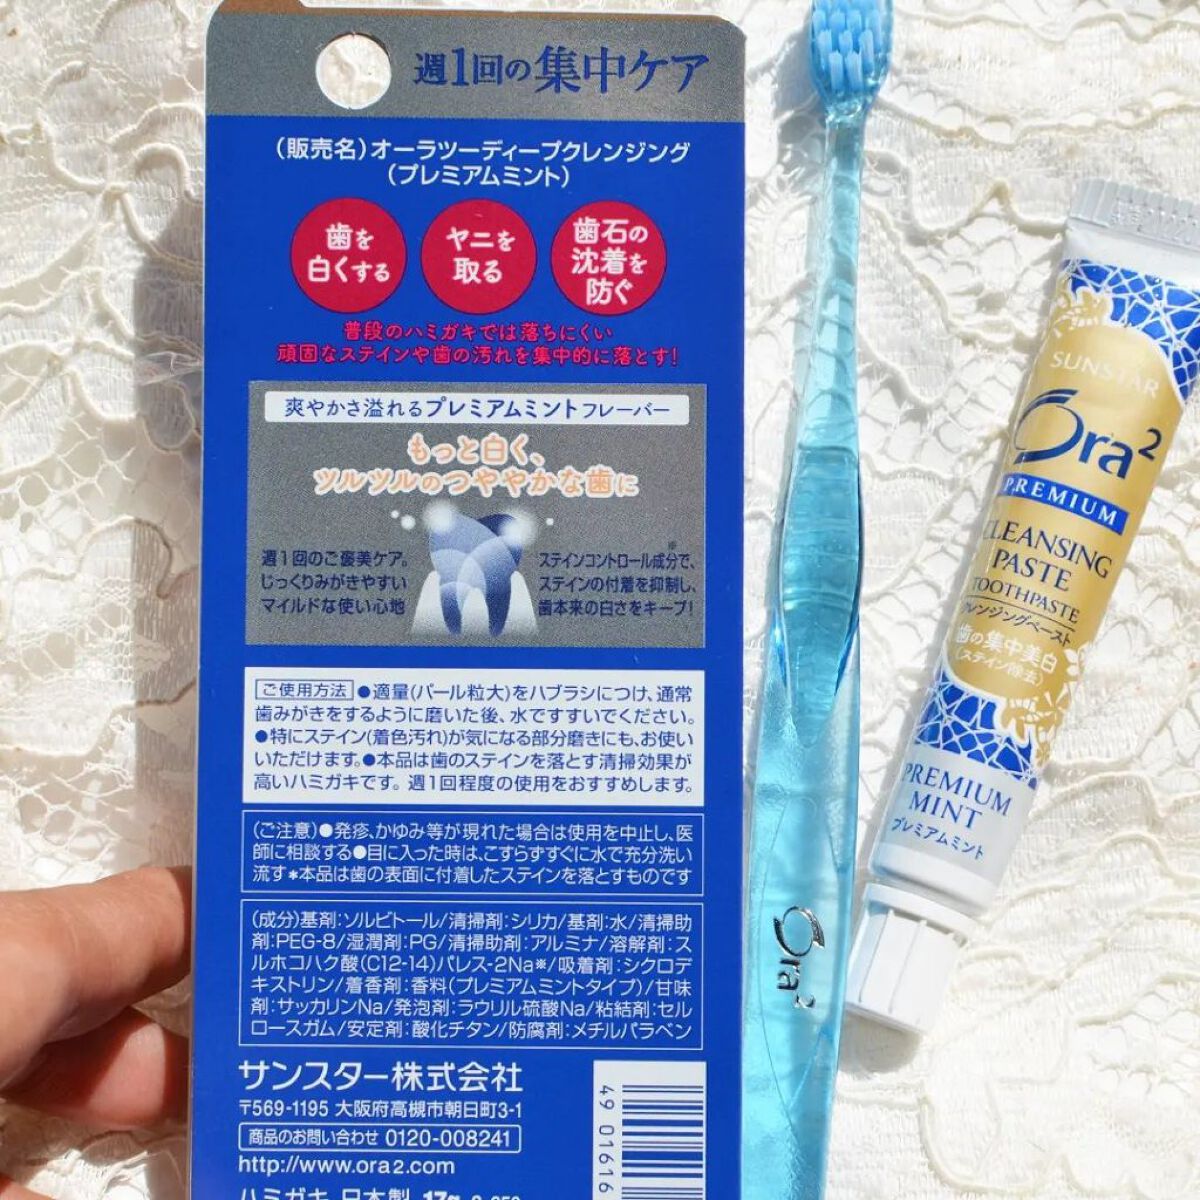 週1回の集中ケア
(販売名)オーラツーディープクレンジング
(プレミアムミント)
歯を
白くする
ヤニを
取る
歯石の
沈着を
防ぐ
普段のハミガキでは落ちにくい
頑固なステインや歯の汚れを集中的に落とす!
爽やかさ溢れるプレミアムミントフレーバー
もっと白く、
ツルツルのつややかな歯に
週1回のご褒美ケア。
じっくりみがきやすい
マイルドな使い心地
※
ステインコントロール成分で、
ステインの付着を抑制し、
歯本来の白さをキープ!
ご使用方法 ●適量(パール粒大)をハブラシにつけ、通常
歯みがきをするように磨いた後、水ですすいでください。
●特にステイン(着色汚れ)が気になる部分磨きにも、お使い
いただけます。●本品は歯のステインを落とす清掃効果が
高いハミガキです。週1回程度の使用をおすすめします。
(ご注意)●発疹、かゆみ等が現れた場合は使用を中止し、医
師に相談する●目に入った時は、こすらずすぐに水で充分洗い
流す*本品は歯の表面に付着したステインを落とすものです
(成分)基剤:ソルビトール/清掃剤:シリカ/基剤:水/清掃助
剤:PEG-8/湿潤剤:PG/清掃助剤:アルミナ/溶解剤:ス
ルホコハク酸(C12-14)パレス-2Na※/吸着剤:シクロデ
キストリン/着香剤:香料(プレミアムミントタイプ)/甘味
剤:サッカリンNa/発泡剤:ラウリル硫酸Na/粘結剤:セル
ロースガム/安定剤:酸化チタン/防腐剤:メチルパラベン
サンスター株式会社
〒569-1195 大阪府高槻市朝日町3-1
商品のお問い合わせ 0120-008241
http://www.ora2.com
ハミガキ 日本製 17g
49 01616
Ora2
SUNSTAR
Ora2
PREMIUM
CLEANSING
PASTE
TOOTHPASTE
クレンジングペースト
歯の集中美白
(ステイン除去)
PREMIUM
MINT
プレミアムミント